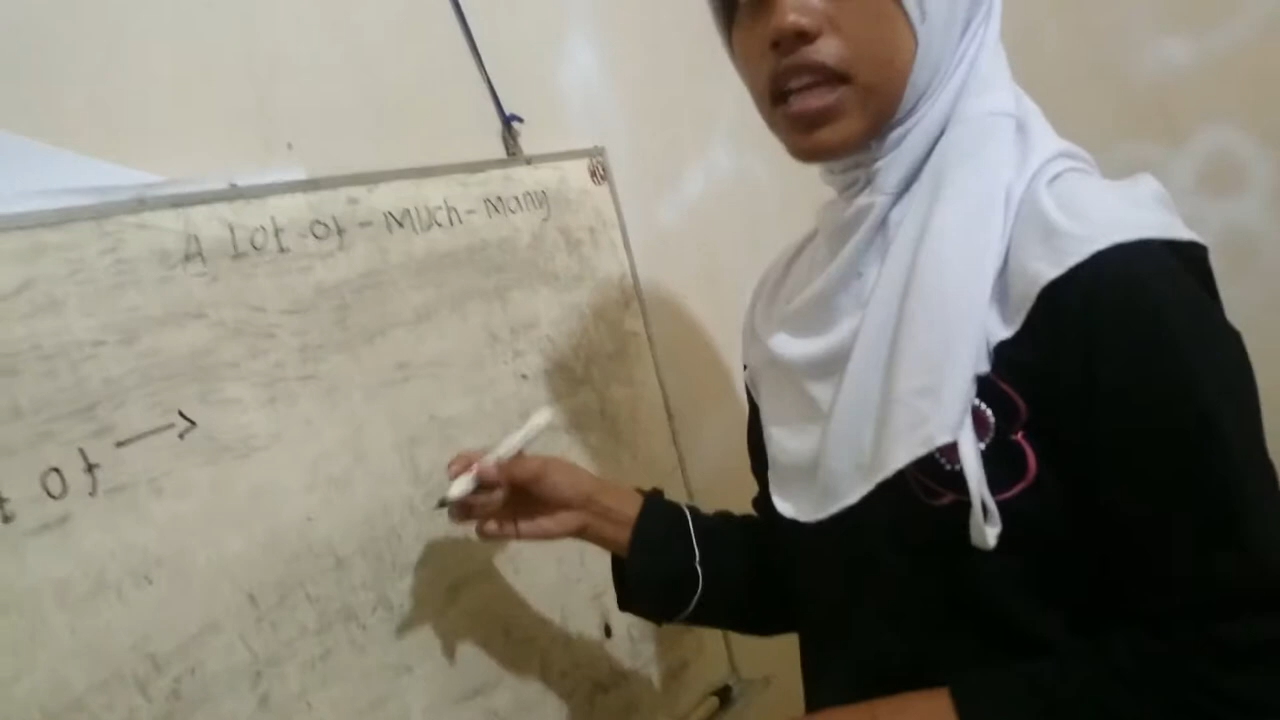 A lot of - much - many
of →